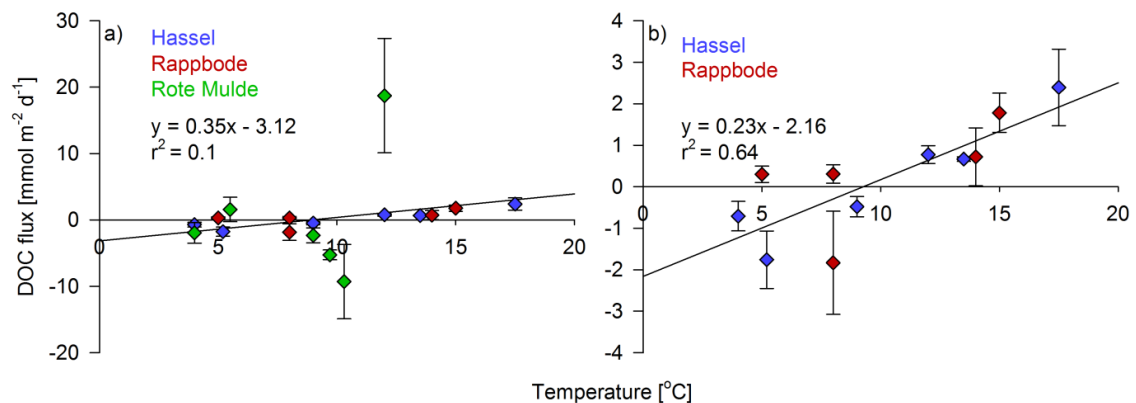 a)
Hassel
Rappbode
Rote Mulde
y = 0.35x - 3.12
r² = 0.1
30
20
10
0
-10
-20
0 5 10 15 20
DOC flux [mmol m⁻² d⁻¹]
b)
Hassel
Rappbode
y = 0.23x - 2.16
r² = 0.64
4
3
2
1
0
-1
-2
-3
-4
0 5 10 15 20
Temperature [°C]